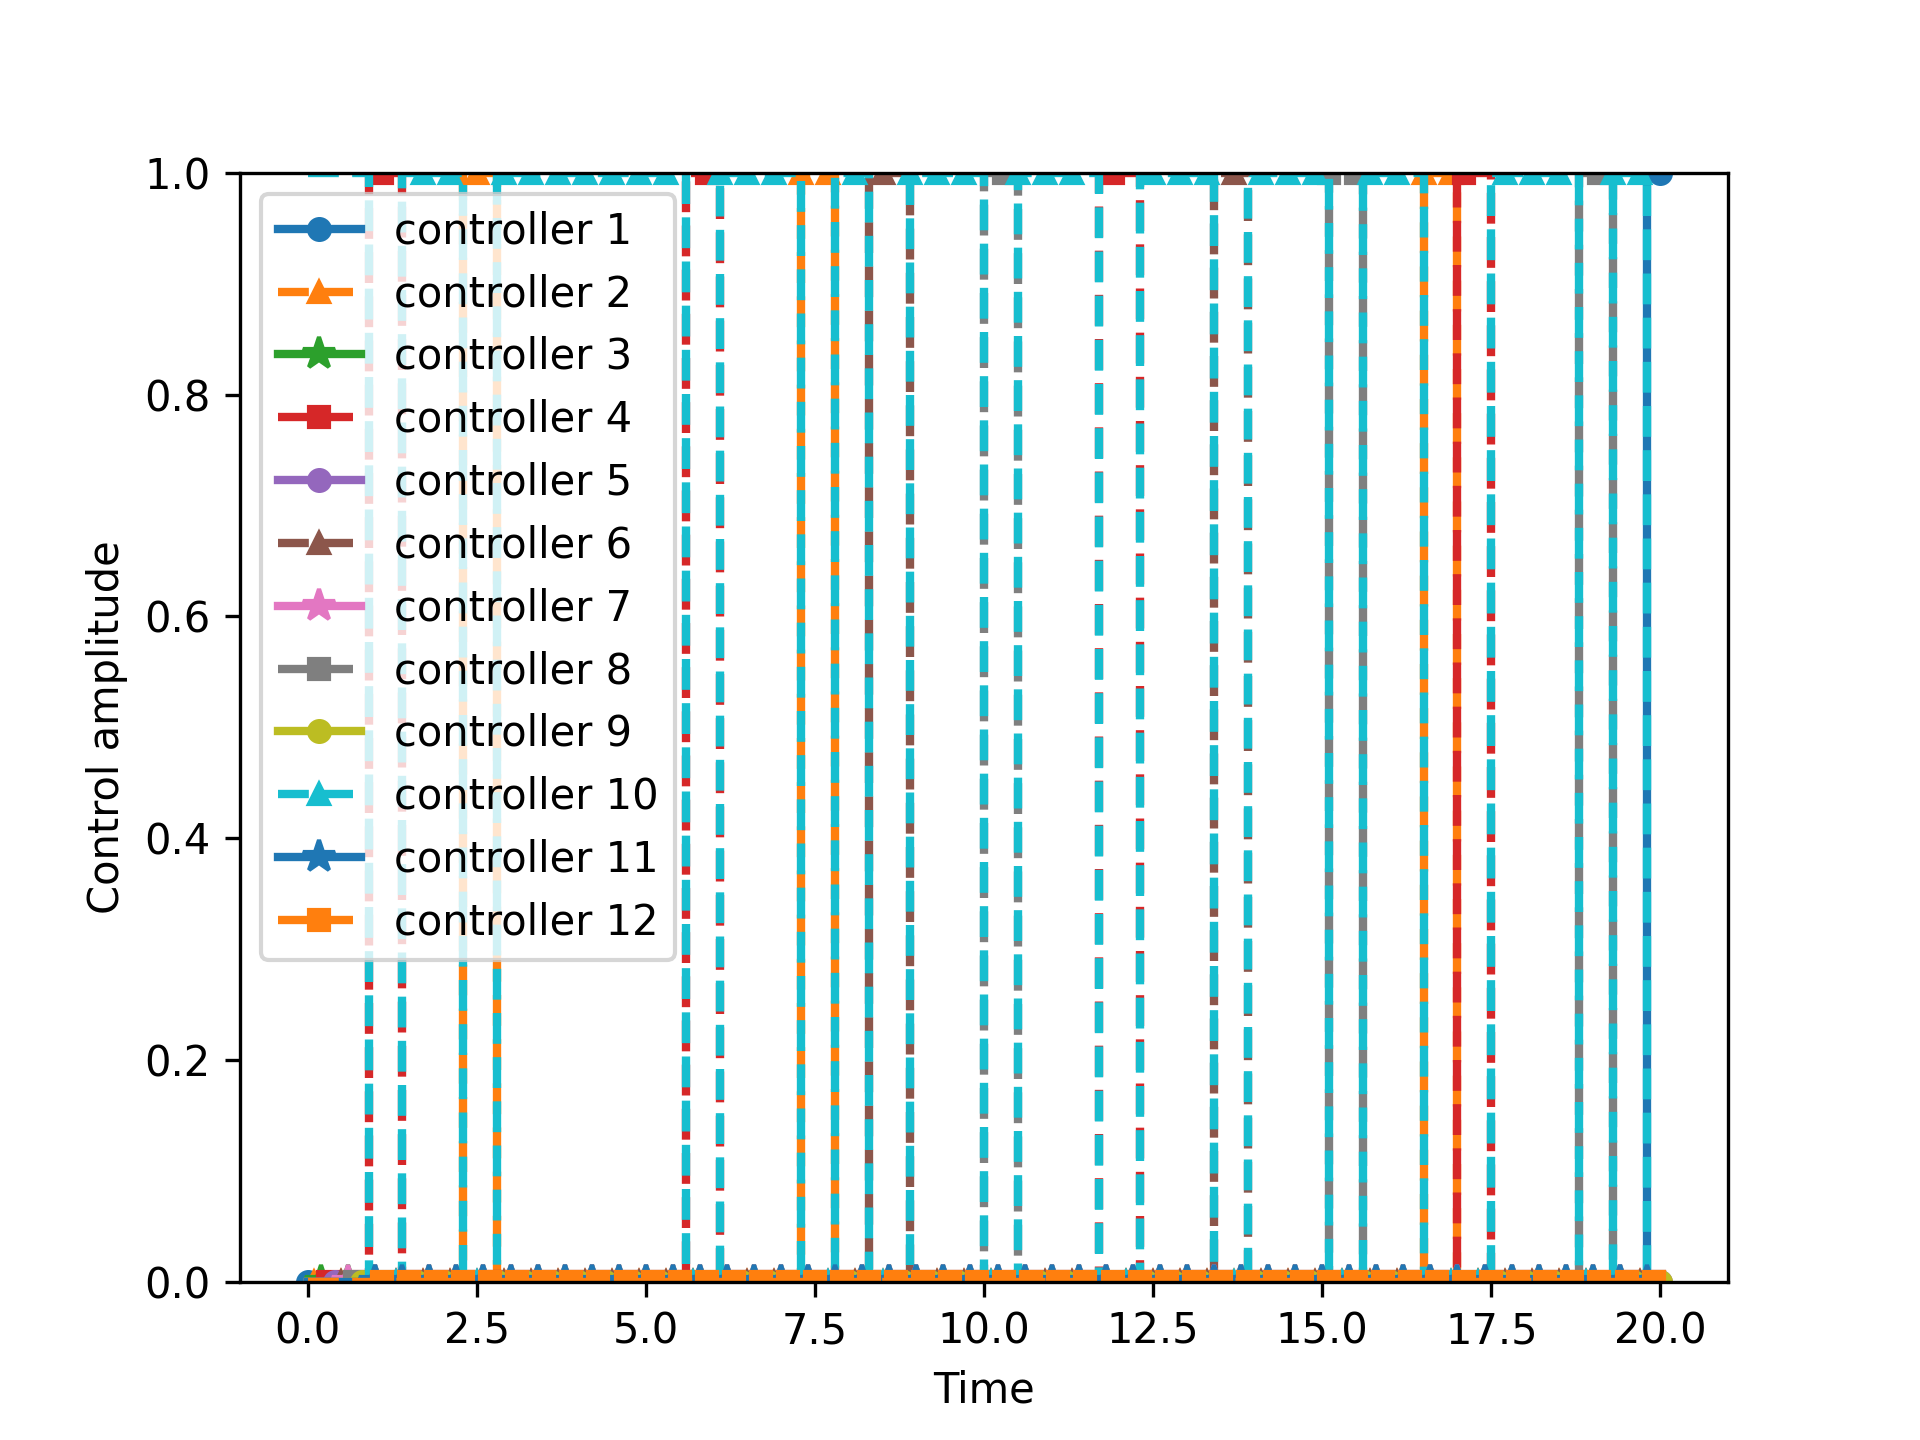 1.0
0.8
0.6
0.4
0.2
0.0
Control amplitude
controller 1
controller 2
controller 3
controller 4
controller 5
controller 6
controller 7
controller 8
controller 9
controller 10
controller 11
controller 12
0.0 2.5 5.0 7.5 10.0 12.5 15.0 17.5 20.0
Time